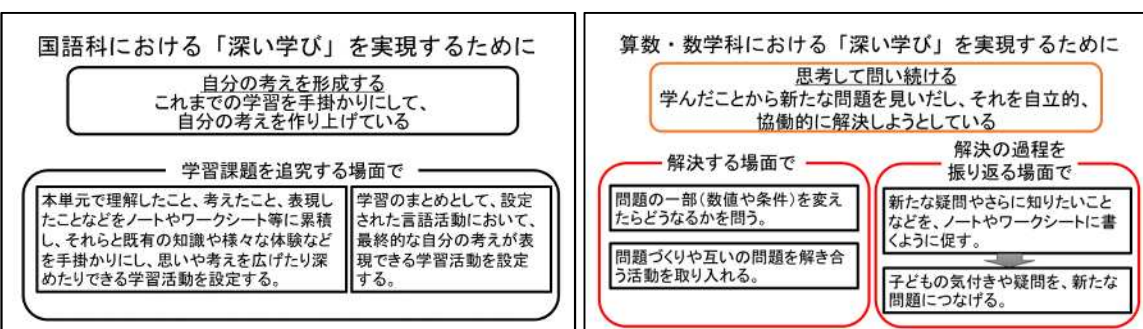 国語科における「深い学び」を実現するために
自分の考えを形成する
これまでの学習を手掛かりにして、
自分の考えを作り上げている
学習課題を追究する場面で
本単元で理解したこと、考えたこと、表現
したことなどをノートやワークシート等に累積
し、それらと既有の知識や様々な体験など
を手掛かりにし、思いや考えを広げたり深
めたりできる学習活動を設定する。
学習のまとめとして、設定
された言語活動において、
最終的な自分の考えが表
現できる学習活動を設定
する。
算数・数学科における「深い学び」を実現するために
思考して問い続ける
学んだことから新たな問題を見いだし、それを自立的、
協働的に解決しようとしている
解決する場面で
問題の一部(数値や条件)を変え
たらどうなるかを問う。
問題づくりや互いの問題を解き合
う活動を取り入れる。
解決の過程を
振り返る場面で
新たな疑問やさらに知りたいこと
などを、ノートやワークシートに書
くように促す。
子どもの気付きや疑問を、新たな
問題につなげる。